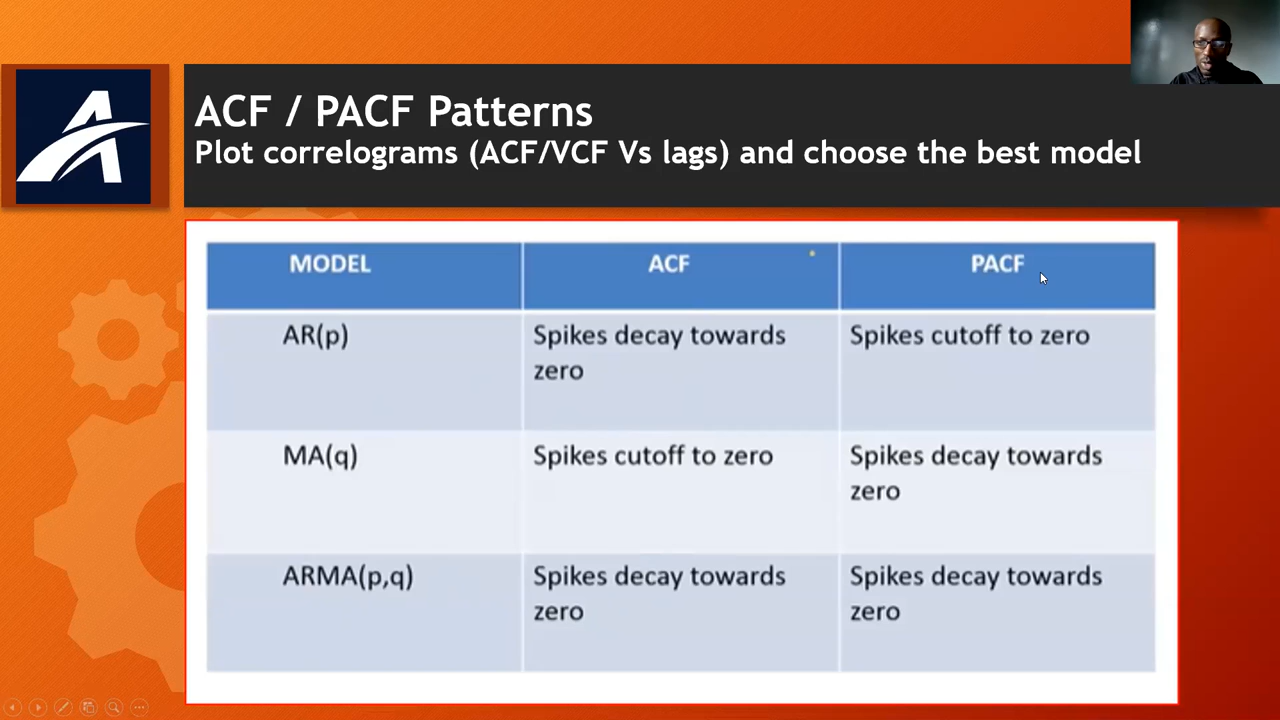 ACF / PACF Patterns
Plot correlograms (ACF/VCF Vs lags) and choose the best model
MODEL ACF PACF
AR(p) Spikes decay towards zero Spikes cutoff to zero
MA(q) Spikes cutoff to zero Spikes decay towards zero
ARMA(p,q) Spikes decay towards zero Spikes decay towards zero